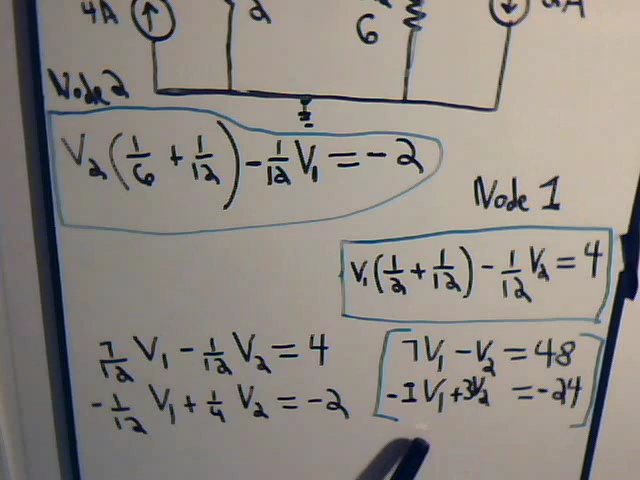 4A
2
6
Node 2
V₂(1/6 + 1/12) - 1/12 V₁ = -2
Node 1
V₁(1/2 + 1/12) - 1/12 V₂ = 4
7/12 V₁ - 1/12 V₂ = 4
-1/12 V₁ + 1/4 V₂ = -2
7V₁ - V₂ = 48
-1V₁ + 3V₂ = -24